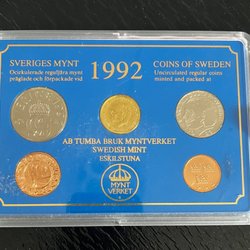 SVERIGES MYNT
Ocirkulerade reguljära mynt
präglade och förpackade vid
1992
COINS OF SWEDEN
Uncirculated regular coins
minted and packed at
AB TUMBA BRUK MYNTVERKET
SWEDISH MINT
ESKILSTUNA
MYNT
VERKET